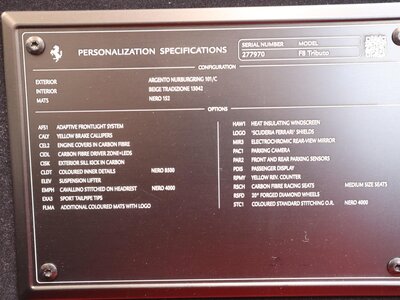 PERSONALIZATION SPECIFICATIONS
SERIAL NUMBER MODEL
277970 F8 Tributo
CONFIGURATION
EXTERIOR ARGENTO NURBURGRING 101/C
INTERIOR BEIGE TRADIZIONE 13042
MATS NERO 152
OPTIONS
AFS1 ADAPTIVE FRONTLIGHT SYSTEM
CALY YELLOW BRAKE CALLIPERS
CEL2 ENGINE COVERS IN CARBON FIBRE
CIDL CARBON FIBRE DRIVER ZONE+LEDS
CISK EXTERIOR SILL KICK IN CARBON
CLDT COLOURED INNER DETAILS NERO 8500
ELEV SUSPENSION LIFTER
EMPH CAVALLINO STITCHED ON HEADREST NERO 4000
EXA3 SPORT TAILPIPE TIPS
FLMA ADDITIONAL COLOURED MATS WITH LOGO
HAW1 HEAT INSULATING WINDSCREEN
LOGO "SCUDERIA FERRARI" SHIELDS
MIR3 ELECTROCHROMIC REAR-VIEW MIRROR
PAC1 PARKING CAMERA
PAR2 FRONT AND REAR PARKING SENSORS
PDIS PASSENGER DISPLAY
RPMY YELLOW REV. COUNTER
RSCH CARBON FIBRE RACING SEATS MEDIUM SIZE SEATS
RSFD 20" FORGED DIAMOND WHEELS
STC1 COLOURED STANDARD STITCHING O.R. NERO 4000